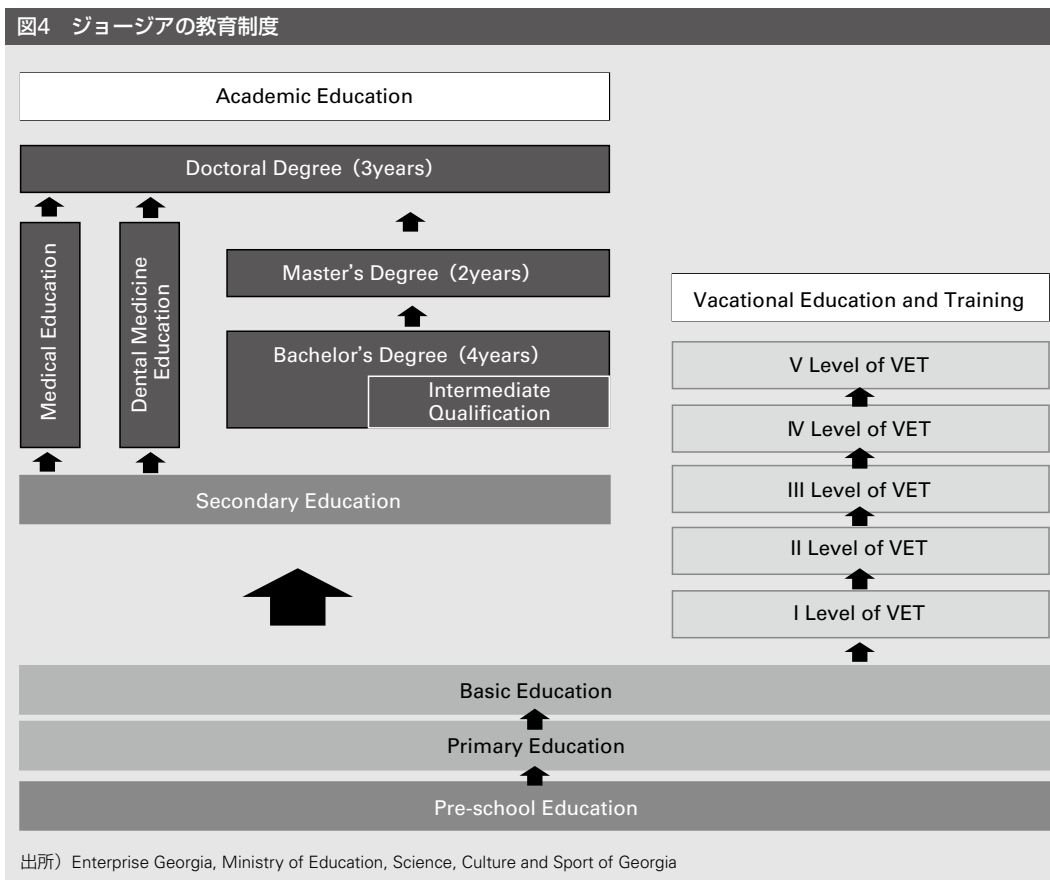 図4 ジョージアの教育制度
Academic Education
Doctoral Degree（3years）
Medical Education
Dental Medicine
Education
Master's Degree（2years）
Bachelor's Degree（4years）
Intermediate
Qualification
Secondary Education
Vacational Education and Training
V Level of VET
Ⅳ Level of VET
III Level of VET
II Level of VET
I Level of VET
Basic Education
Primary Education
Pre-school Education
出所）Enterprise Georgia, Ministry of Education, Science, Culture and Sport of Georgia